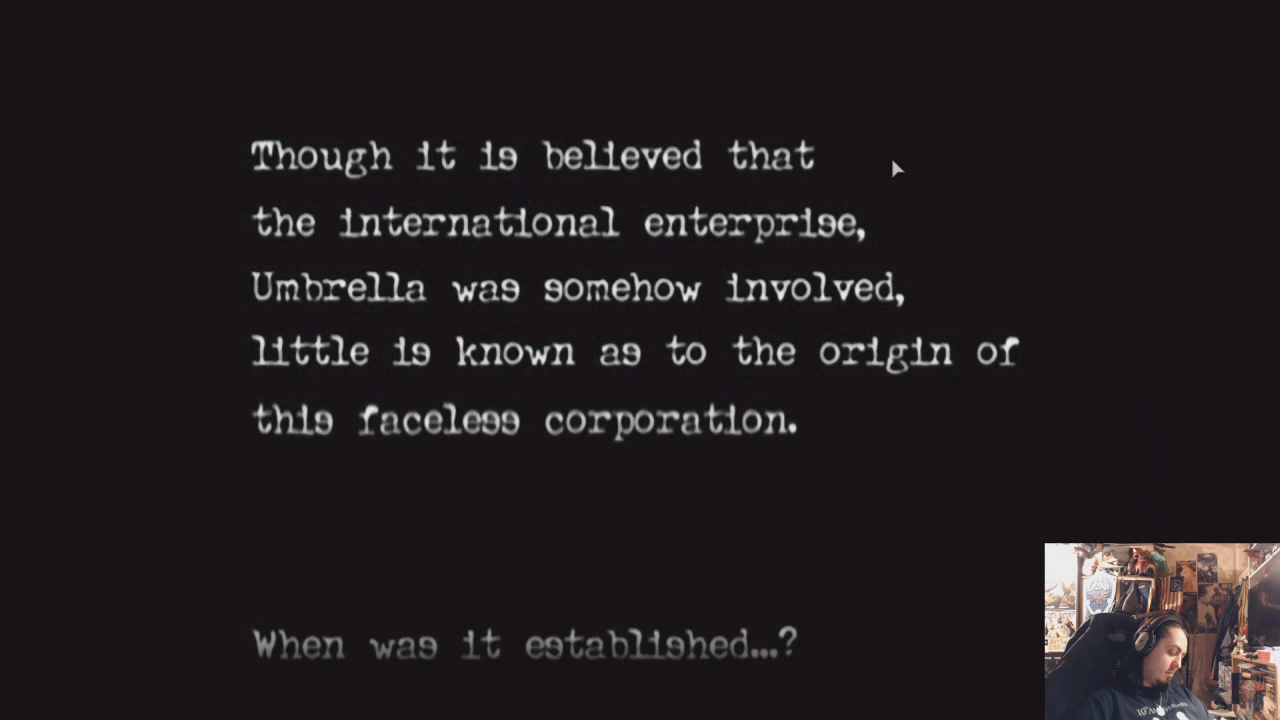 Though it is believed that
the international enterprise,
Umbrella was somehow involved,
little is known as to the origin of
this faceless corporation.
When was it established...?